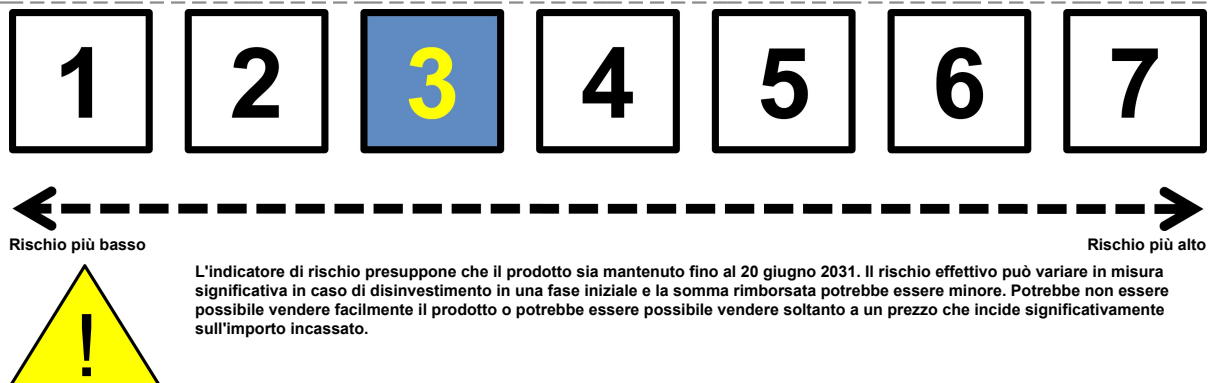 1 2 3 4 5 6 7
Rischio più basso Rischio più alto
L'indicatore di rischio presuppone che il prodotto sia mantenuto fino al 20 giugno 2031. Il rischio effettivo può variare in misura
significativa in caso di disinvestimento in una fase iniziale e la somma rimborsata potrebbe essere minore. Potrebbe non essere
possibile vendere facilmente il prodotto o potrebbe essere possibile vendere soltanto a un prezzo che incide significativamente
sull'importo incassato.
!